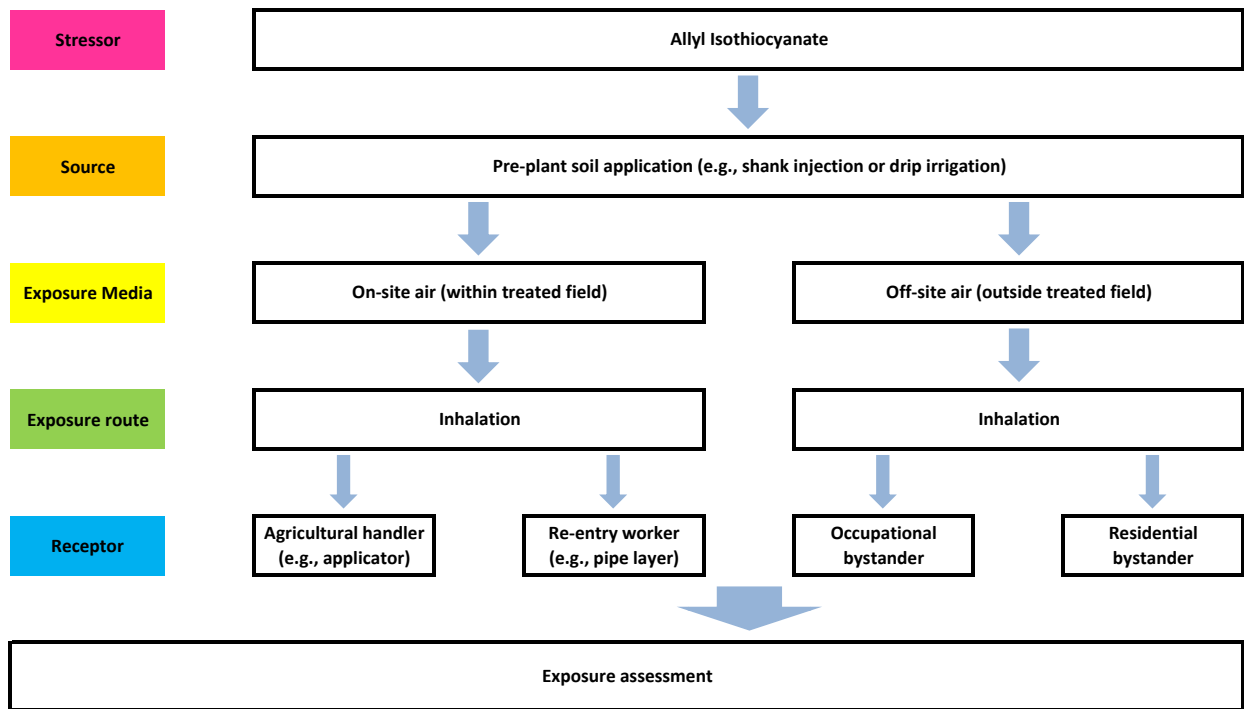 Stressor
Allyl Isothiocyanate
Source
Pre-plant soil application (e.g., shank injection or drip irrigation)
Exposure Media
On-site air (within treated field)
Off-site air (outside treated field)
Exposure route
Inhalation
Inhalation
Receptor
Agricultural handler
(e.g., applicator)
Re-entry worker
(e.g., pipe layer)
Occupational
bystander
Residential
bystander
Exposure assessment